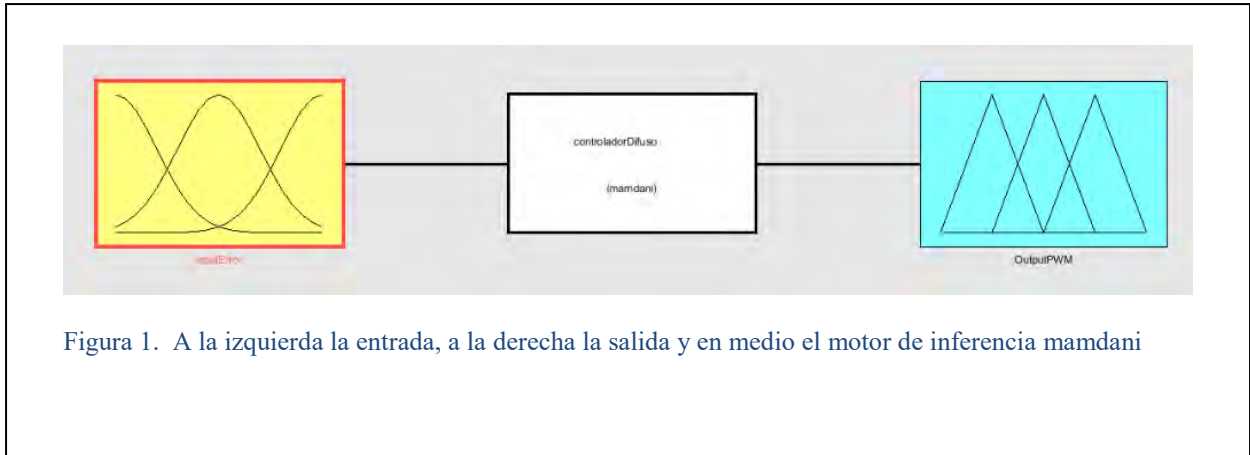 controladorDifuso
(mamdani)
inputError
OutputPWM
Figura 1. A la izquierda la entrada, a la derecha la salida y en medio el motor de inferencia mamdani